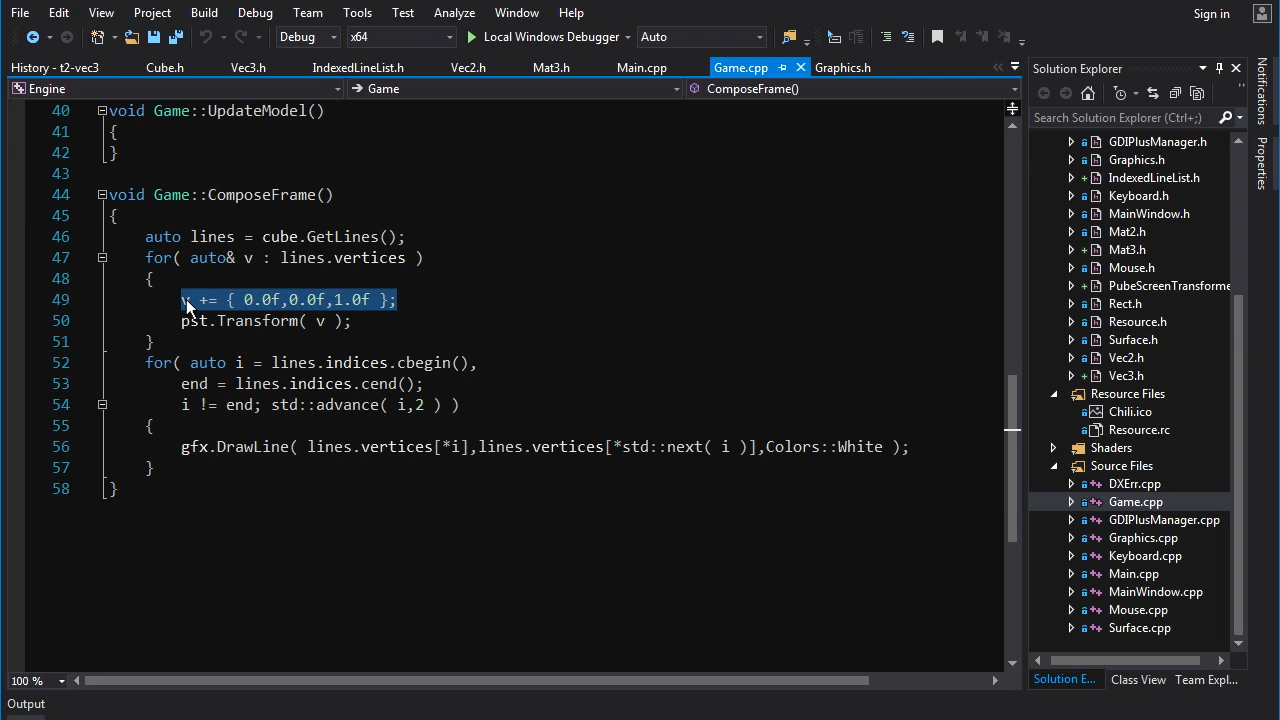 File Edit View Project Build Debug Team Tools Test Analyze Window Help
Sign in
Debug x64 Local Windows Debugger Auto
History - t2-vec3 Cube.h Vec3.h IndexedLineList.h Vec2.h Mat3.h Main.cpp Game.cpp Graphics.h
Engine Game ComposeFrame()
40 void Game::UpdateModel()
41 {
42 }
43
44 void Game::ComposeFrame()
45 {
46 auto lines = cube.GetLines();
47 for( auto& v : lines.vertices )
48 {
49 v += { 0.0f,0.0f,1.0f };
50 pst.Transform( v );
51 }
52 for( auto i = lines.indices.cbegin(),
53 end = lines.indices.cend();
54 i != end; std::advance( i,2 ) )
55 {
56 gfx.DrawLine( lines.vertices[*i],lines.vertices[*std::next( i )],Colors::White );
57 }
58 }
100 %
Output
Solution Explorer
Search Solution Explorer (Ctrl+;)
GDIPlusManager.h
Graphics.h
IndexedLineList.h
Keyboard.h
MainWindow.h
Mat2.h
Mat3.h
Mouse.h
PubeScreenTransforme
Rect.h
Resource.h
Surface.h
Vec2.h
Vec3.h
Resource Files
Chili.ico
Resource.rc
Shaders
Source Files
DXErr.cpp
Game.cpp
GDIPlusManager.cpp
Graphics.cpp
Keyboard.cpp
Main.cpp
MainWindow.cpp
Mouse.cpp
Surface.cpp
Solution E... Class View Team Expl...
Notifications
Properties